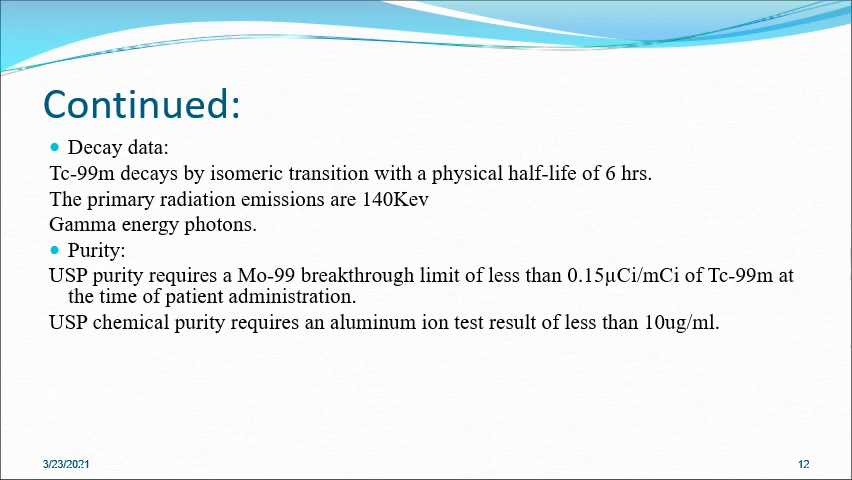 Continued:
Decay data:
Tc-99m decays by isomeric transition with a physical half-life of 6 hrs.
The primary radiation emissions are 140Kev
Gamma energy photons.
Purity:
USP purity requires a Mo-99 breakthrough limit of less than 0.15µCi/mCi of Tc-99m at
the time of patient administration.
USP chemical purity requires an aluminum ion test result of less than 10ug/ml.
3/23/2021
12